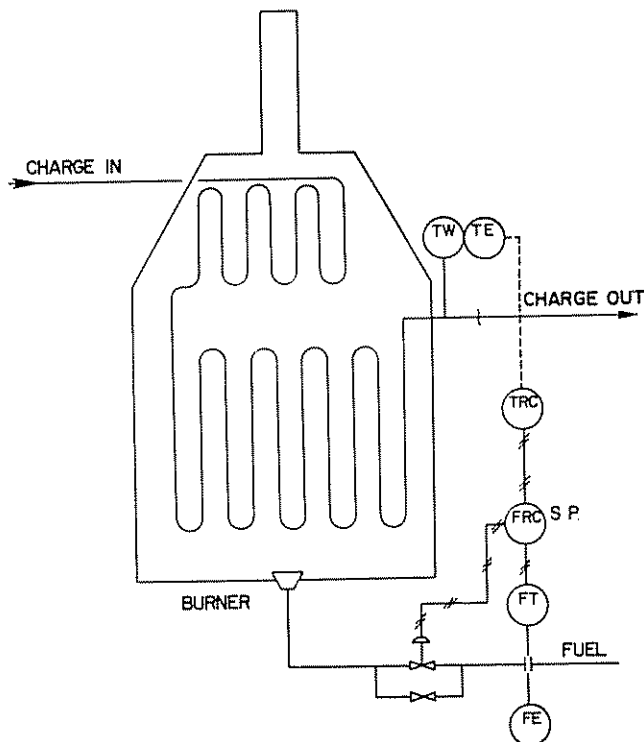 CHARGE IN
TW TE
CHARGE OUT
TRC
FRC S P.
FT
BURNER
FUEL
FE